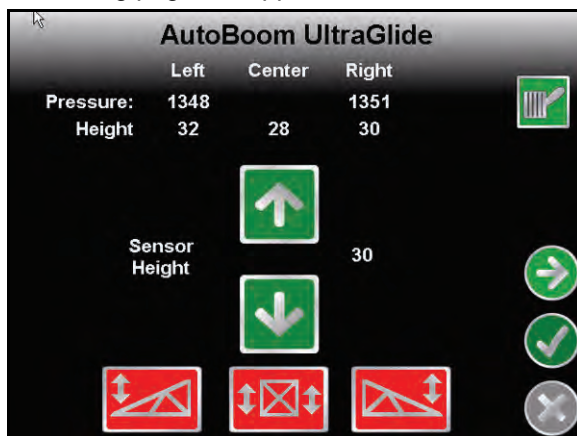 AutoBoom UltraGlide
Left Center Right
Pressure: 1348 1351
Height 32 28 30
Sensor
Height 30